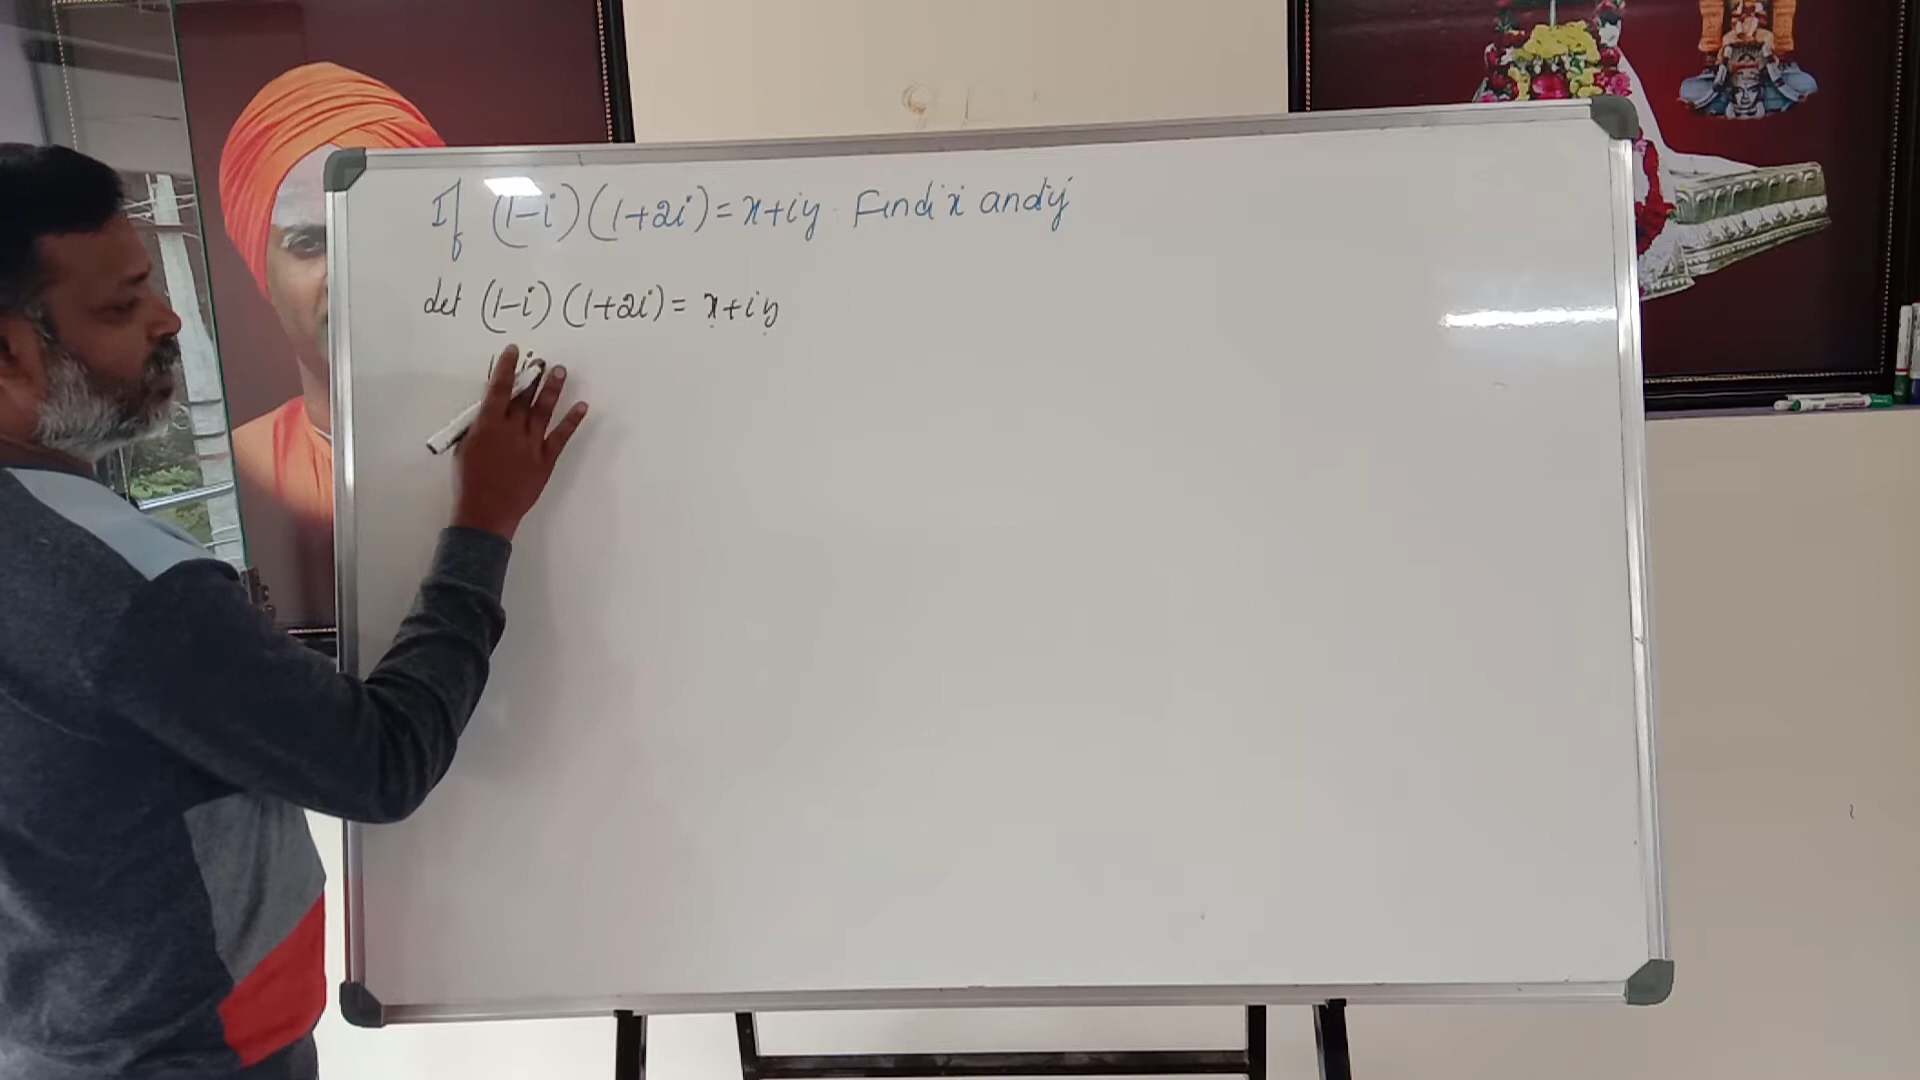 If (1-i)(1+2i)=x+iy. Find x and y
let (1-i)(1+2i)= x+iy